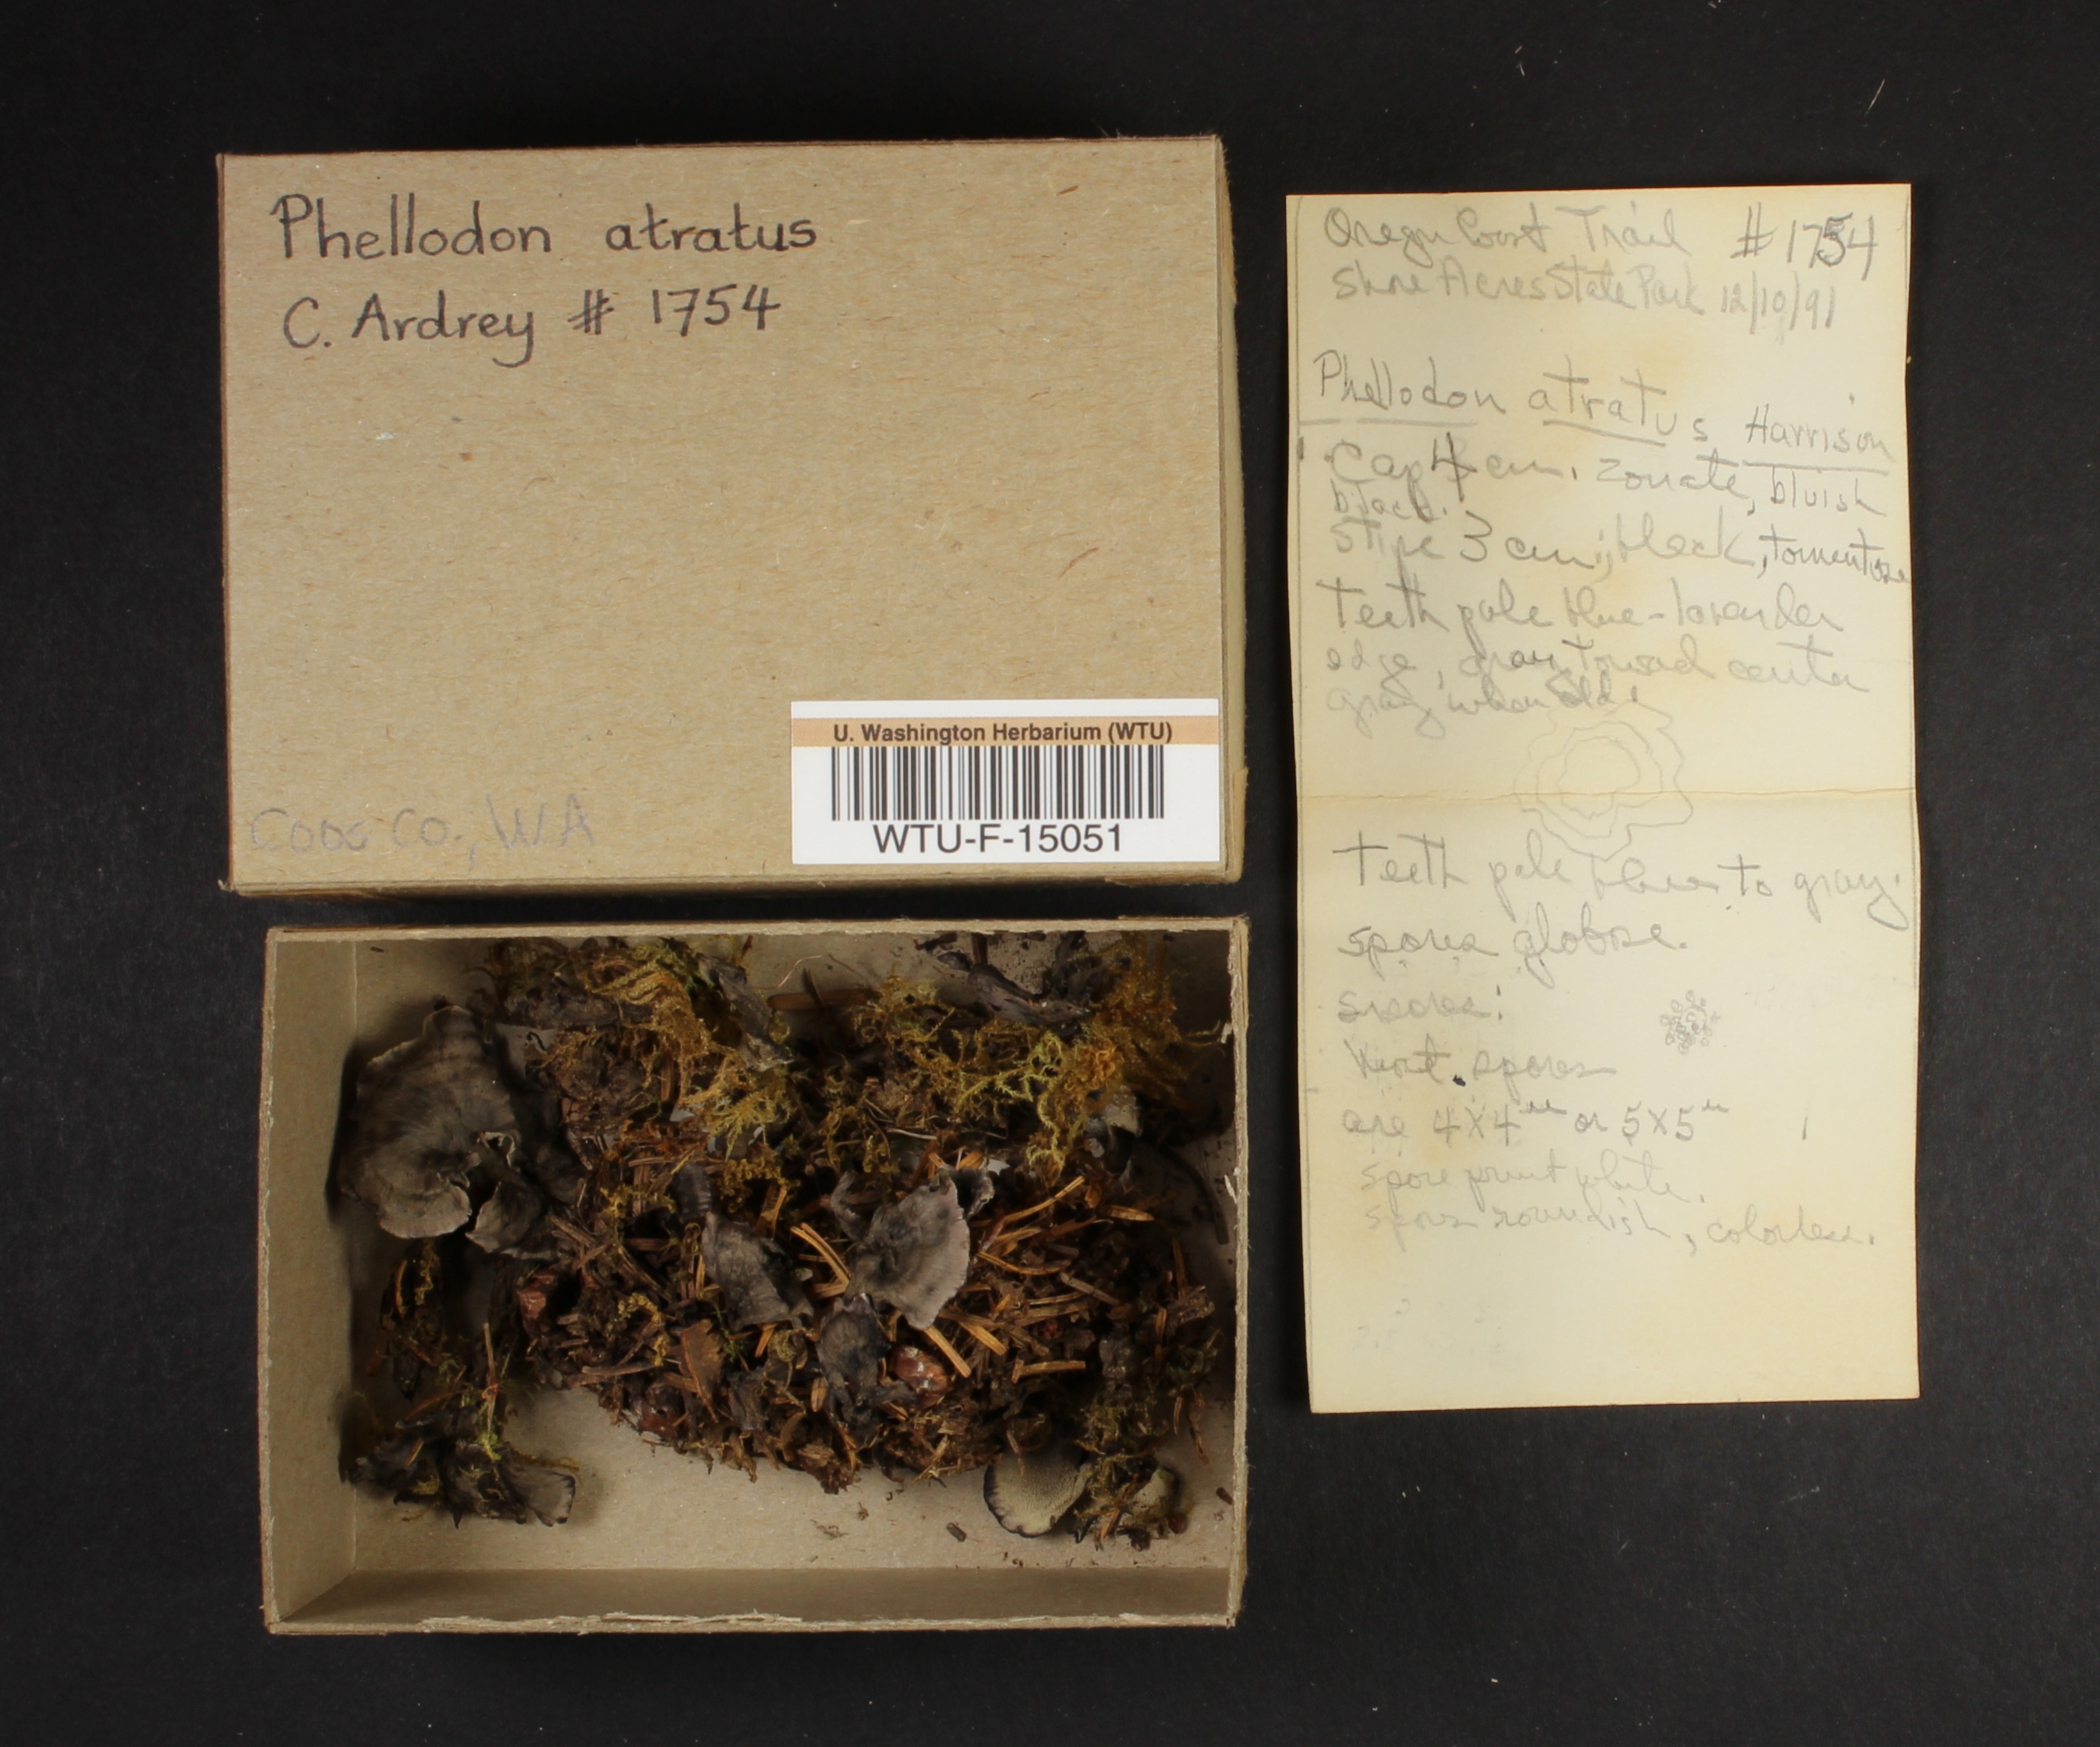 Phellodon atratus
C. Ardrey # 1754
Coos Co., WA
U. Washington Herbarium (WTU)
WTU-F-15051
Oregon Coast Trail #1754
Shore Acres State Park 12/10/91
Phellodon atratus Harrison
Cap 4 cm. zonate, bluish
black.
Stipe 3 cm; black, tomentose
Teeth pale blue-lavender
edge, gray toward center
gray when old.
Teeth pale blue to gray.
spores globose.
spores:
spores
are 4x4 or 5x5
spore print white.
spores roundish, colorless.